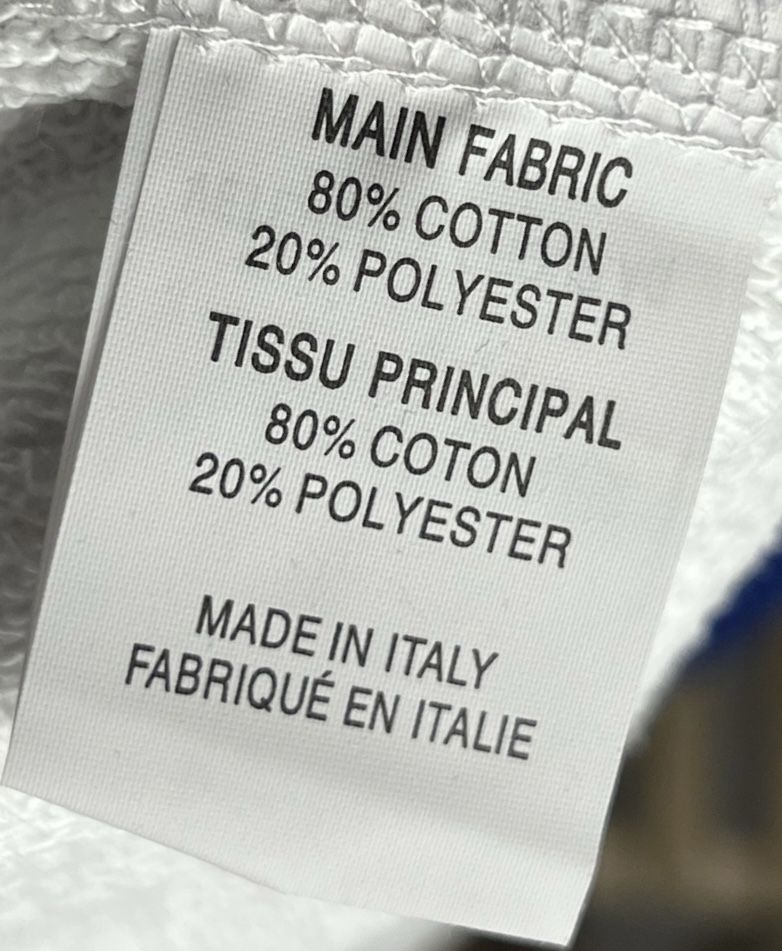 MAIN FABRIC
80% COTTON
20% POLYESTER
TISSU PRINCIPAL
80% COTON
20% POLYESTER
MADE IN ITALY
FABRIQUÉ EN ITALIE